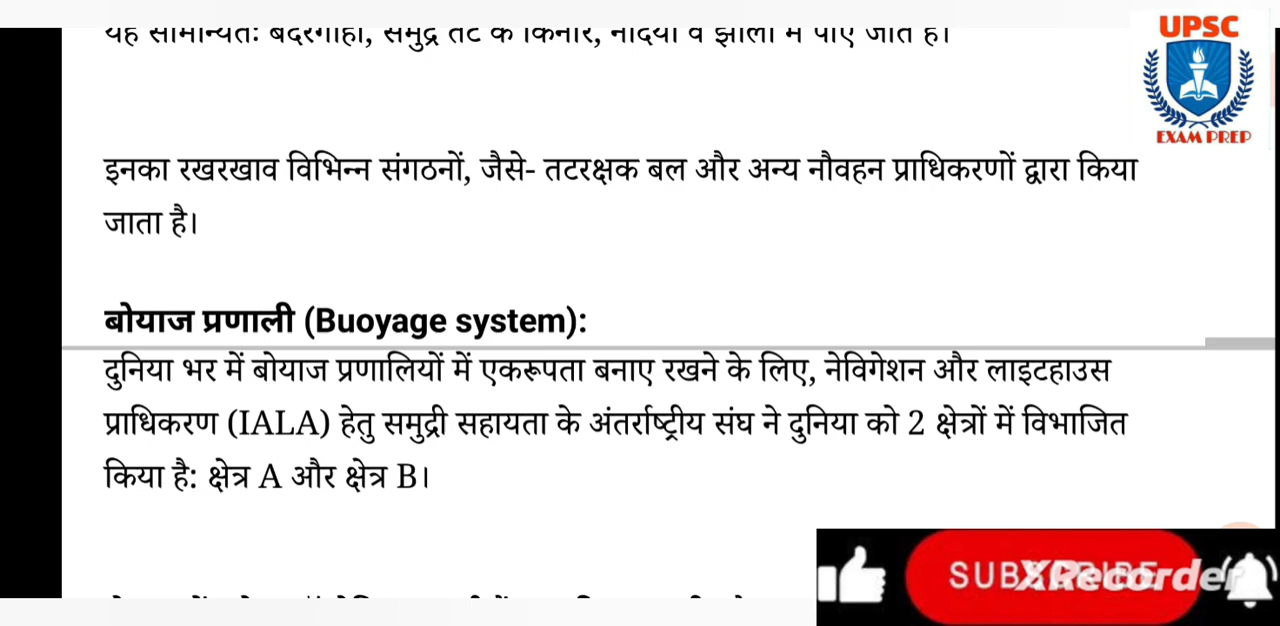 यह सामान्यतः बंदरगाहों, समुद्र तट के किनारे, नदियों व झीलों में पाए जाते हैं।
UPSC
EXAM PREP
इनका रखरखाव विभिन्न संगठनों, जैसे- तटरक्षक बल और अन्य नौवहन प्राधिकरणों द्वारा किया
जाता है।
बोयाज प्रणाली (Buoyage system):
दुनिया भर में बोयाज प्रणालियों में एकरूपता बनाए रखने के लिए, नेविगेशन और लाइटहाउस
प्राधिकरण (IALA) हेतु समुद्री सहायता के अंतर्राष्ट्रीय संघ ने दुनिया को 2 क्षेत्रों में विभाजित
किया है: क्षेत्र A और क्षेत्र B।
SUBSCRIBE
XRecorder